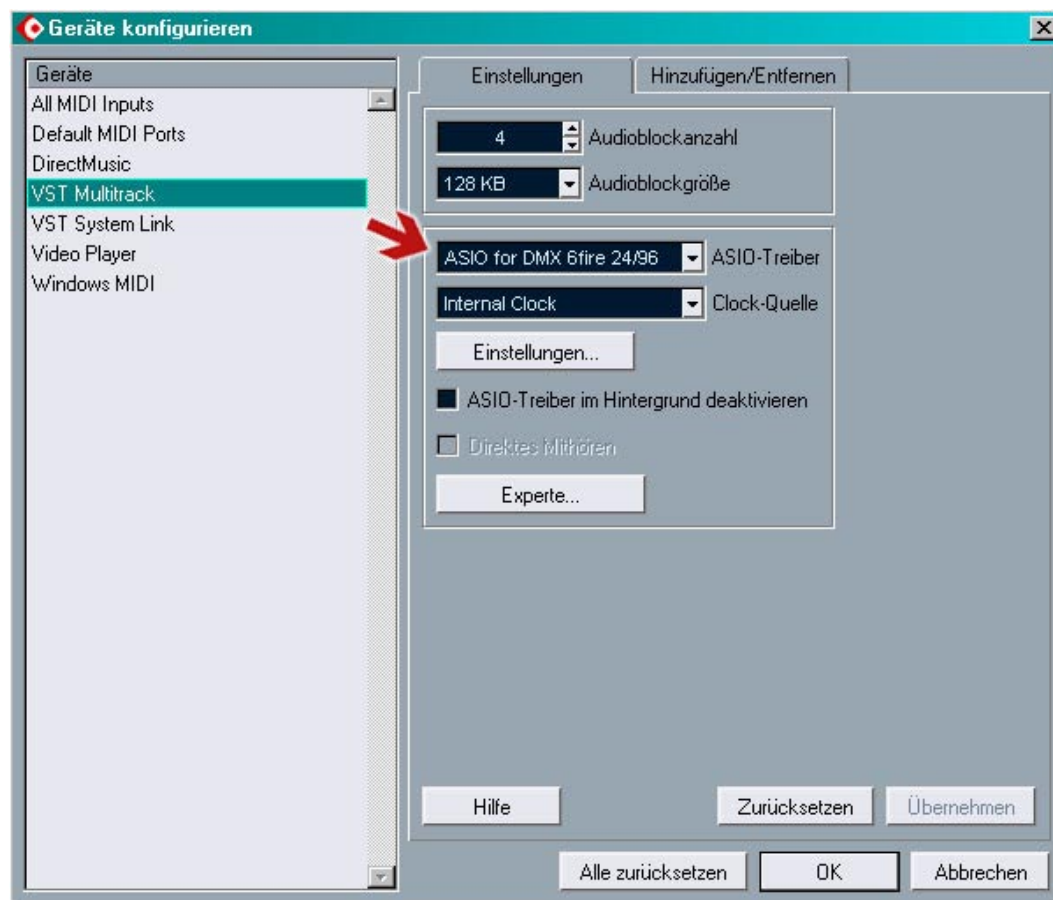 Geräte konfigurieren
Geräte
All MIDI Inputs
Default MIDI Ports
DirectMusic
VST Multitrack
VST System Link
Video Player
Windows MIDI
Einstellungen
Hinzufügen/Entfernen
4 Audioblockanzahl
128 KB Audioblockgröße
ASIO for DMX 6fire 24/96 ASIO-Treiber
Internal Clock Clock-Quelle
Einstellungen...
ASIO-Treiber im Hintergrund deaktivieren
Direktes Mithören
Experte...
Hilfe
Zurücksetzen
Übernehmen
Alle zurücksetzen
OK
Abbrechen